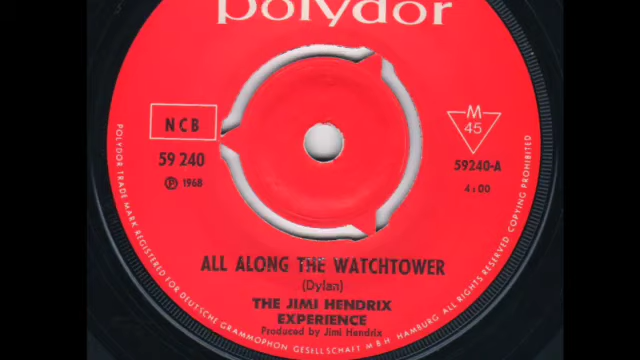 polydor
NCB
59 240
Ⓟ 1968
M
45
59240-A
4:00
ALL ALONG THE WATCHTOWER
(Dylan)
THE JIMI HENDRIX
EXPERIENCE
Produced by Jimi Hendrix
POLYDOR TRADE MARK REGISTERED FOR DEUTSCHE GRAMMOPHON GESELLSCHAFT M B H HAMBURG ALL RIGHTS RESERVED COPYING PROHIBITED